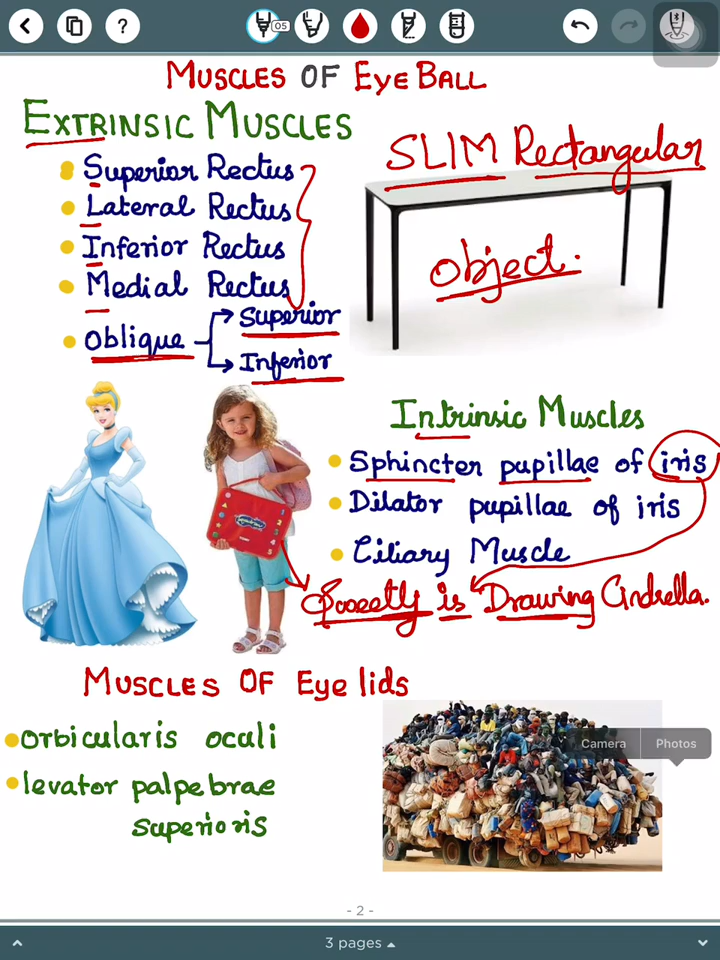 05
MUSCLES OF EyE BALL
EXTRINSIC MUSCLES
Superior Rectus
Lateral Rectus
Inferior Rectus
Medial Rectus
Oblique
Superior
Inferior
SLIM Rectangular
Object.
Intrinsic Muscles
Sphincter pupillae of iris
Dilator pupillae of iris
Ciliary Muscle
is Drawing Cindrella.
MUSCLES OF Eye lids
orbicularis oculi
levator palpebrae
superioris
Camera Photos
- 2 -
3 pages